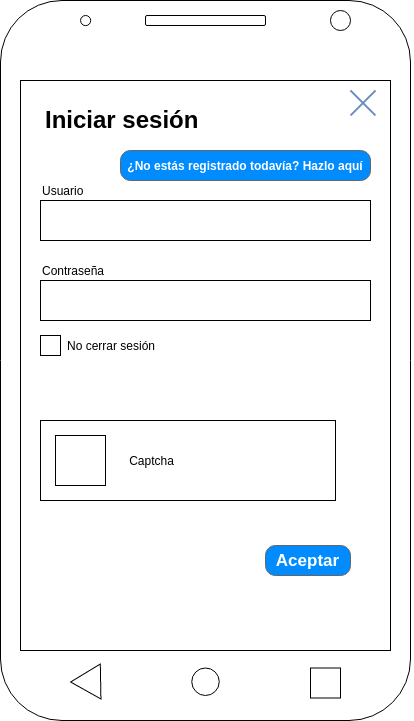 Iniciar sesión
¿No estás registrado todavía? Hazlo aquí
Usuario
Contraseña
No cerrar sesión
Captcha
Aceptar